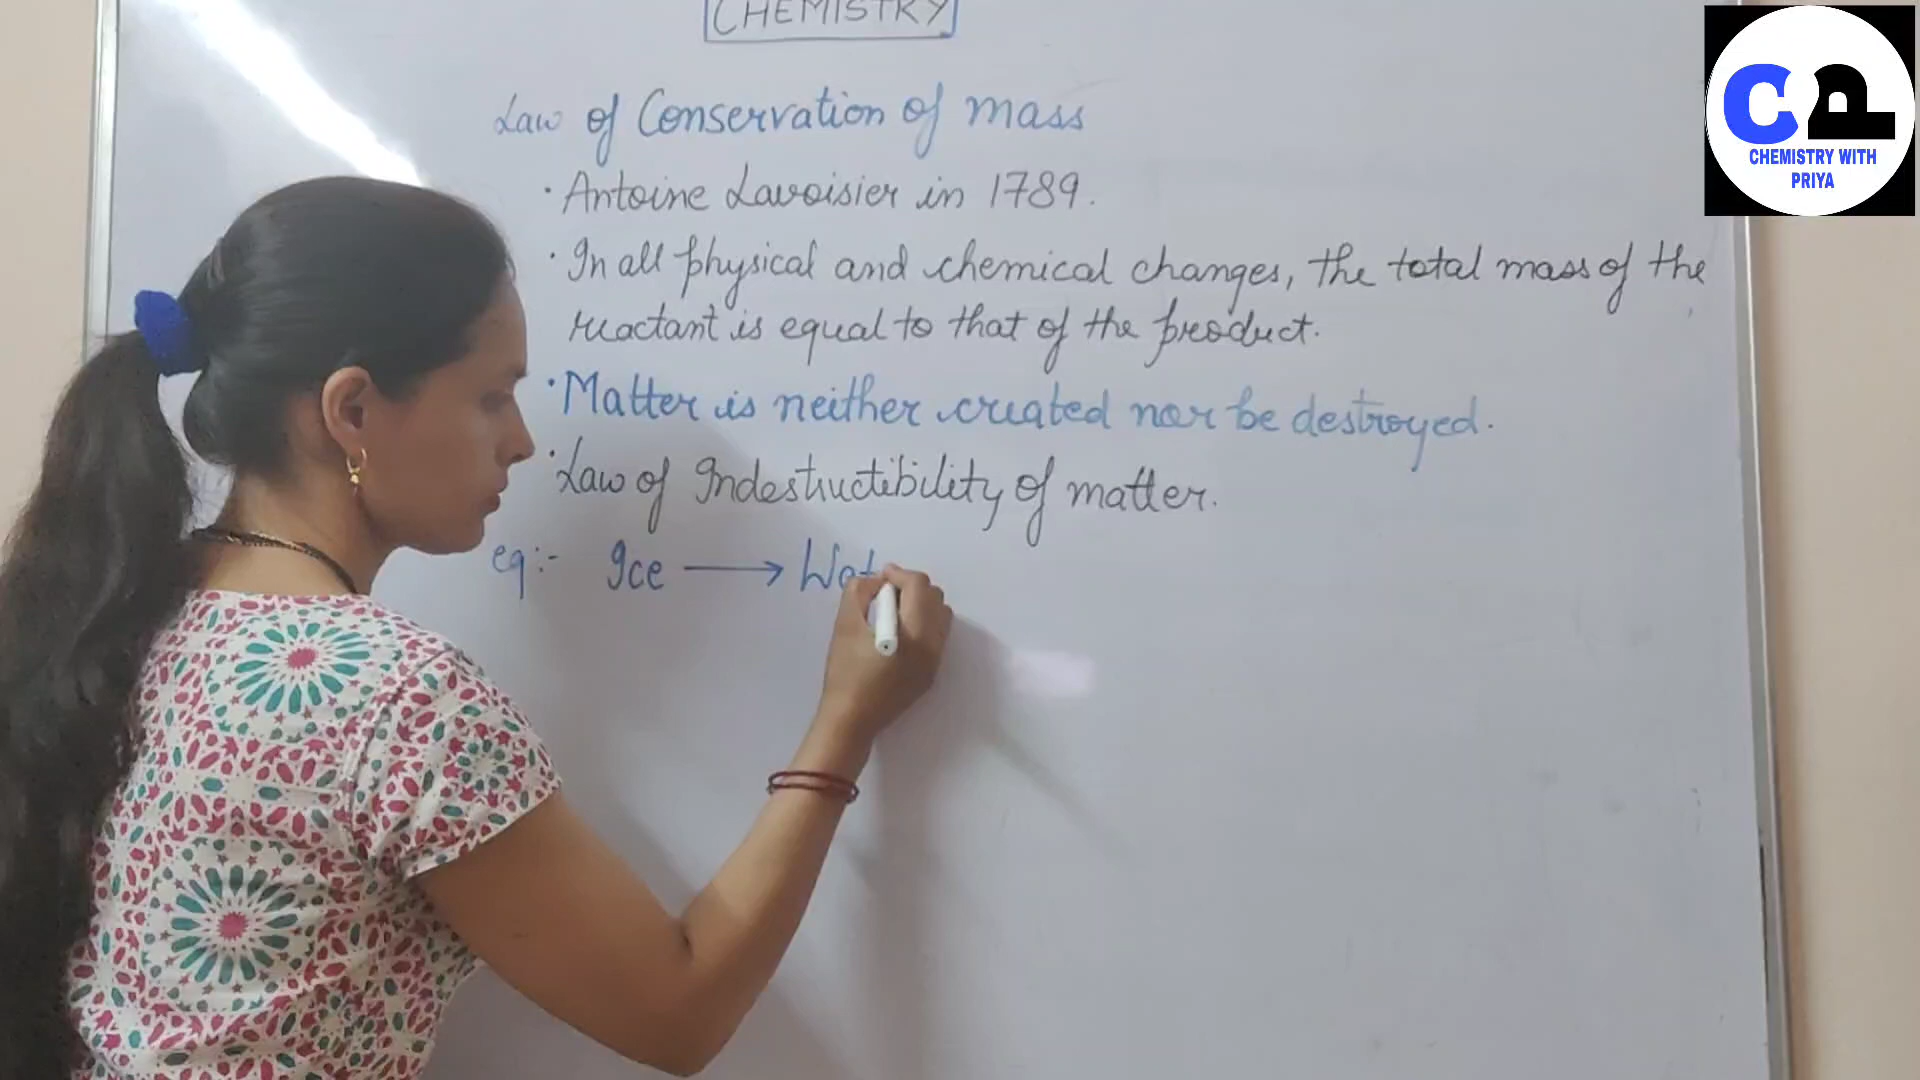 CHEMISTRY
Law of Conservation of mass
· Antoine Lavoisier in 1789.
· In all physical and chemical changes, the total mass of the
reactant is equal to that of the product.
· Matter is neither created nor be destroyed.
· Law of Indestructibility of matter.
eg:- Ice ⟶ Wat
CP
CHEMISTRY WITH
PRIYA